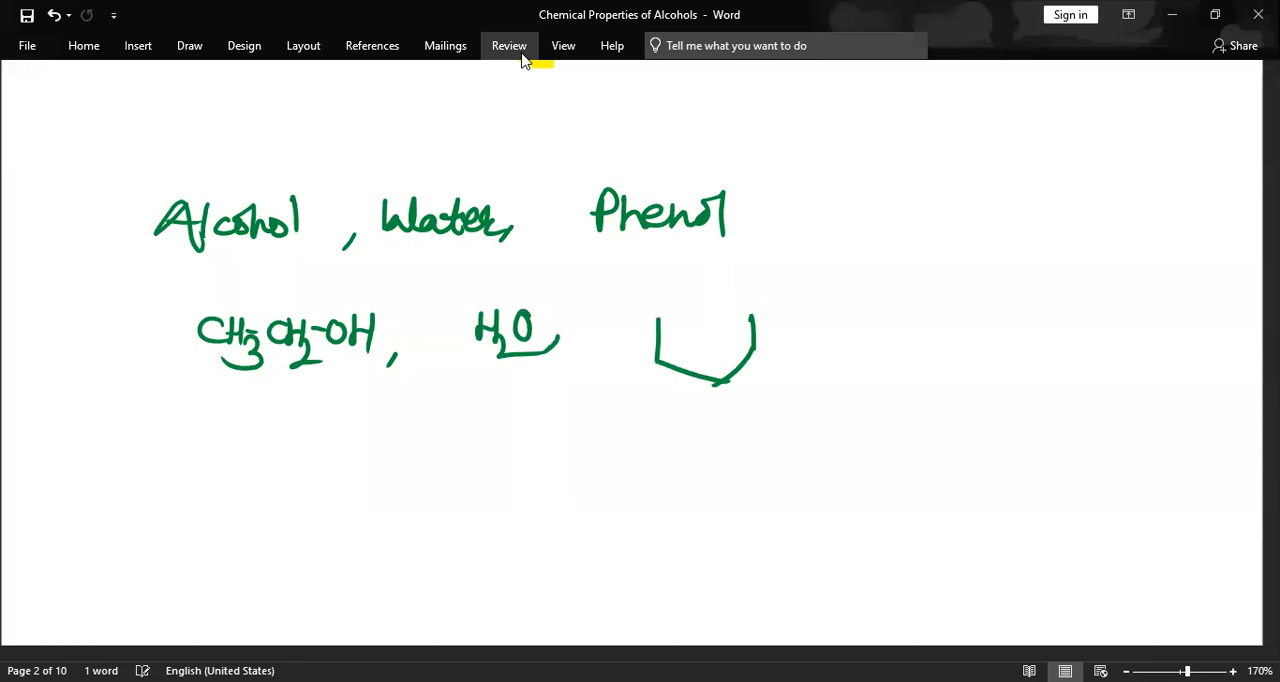 Chemical Properties of Alcohols - Word
Sign in
File Home Insert Draw Design Layout References Mailings Review View Help Tell me what you want to do Share
Alcohol, Water, Phenol
CH3CH2-OH, H2O,
Page 2 of 10 1 word English (United States) 170%